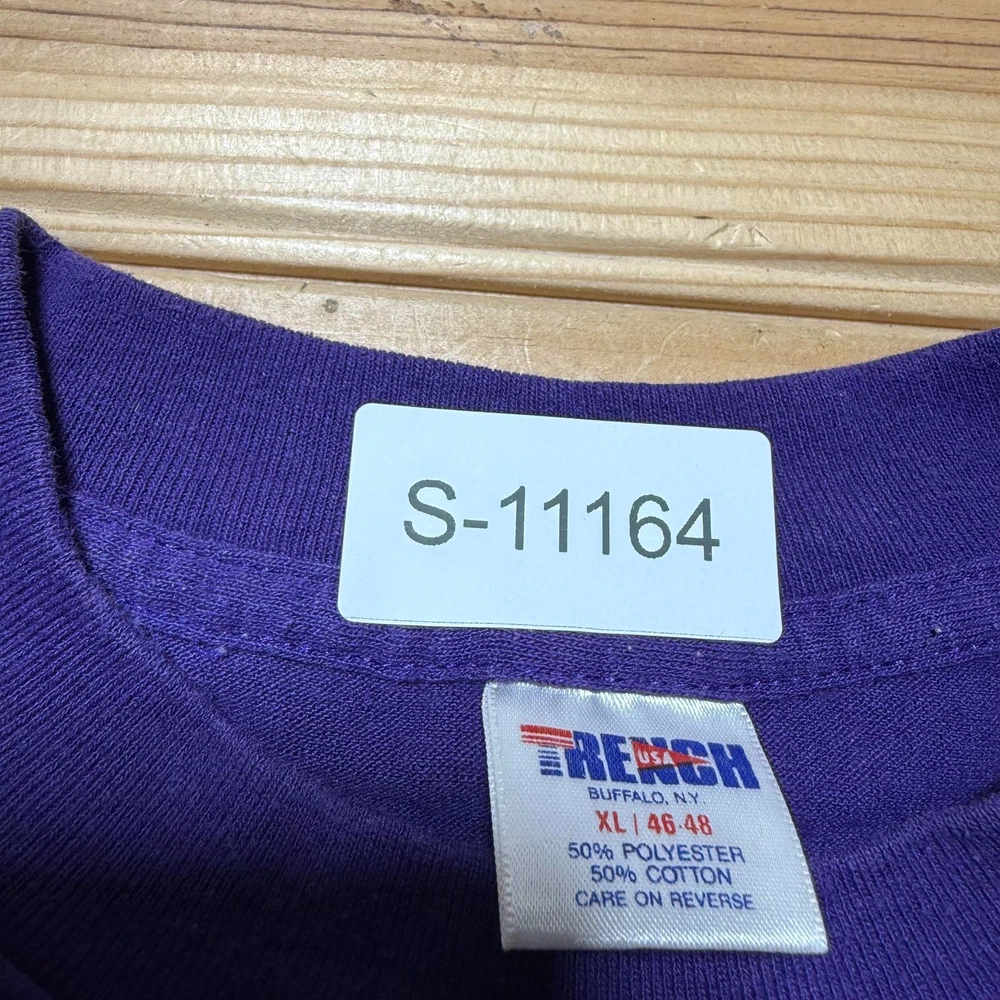 S-11164
TRENCH
USA
BUFFALO, N.Y.
XL | 46-48
50% POLYESTER
50% COTTON
CARE ON REVERSE